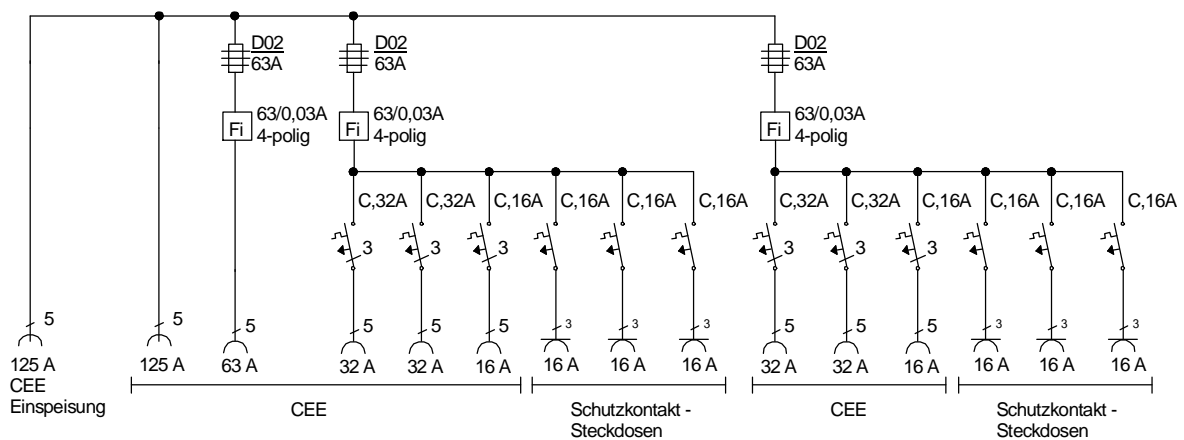 D02
63A
D02
63A
D02
63A
Fi
63/0,03A
4-polig
Fi
63/0,03A
4-polig
Fi
63/0,03A
4-polig
C,32A
C,32A
C,16A
C,16A
C,16A
C,16A
C,32A
C,32A
C,16A
C,16A
C,16A
C,16A
3
3
3
3
3
3
5
5
5
5
5
5
3
3
3
5
5
5
3
3
3
125 A
125 A
63 A
32 A
32 A
16 A
16 A
16 A
16 A
32 A
32 A
16 A
16 A
16 A
16 A
CEE
Einspeisung
CEE
Schutzkontakt -
Steckdosen
CEE
Schutzkontakt -
Steckdosen